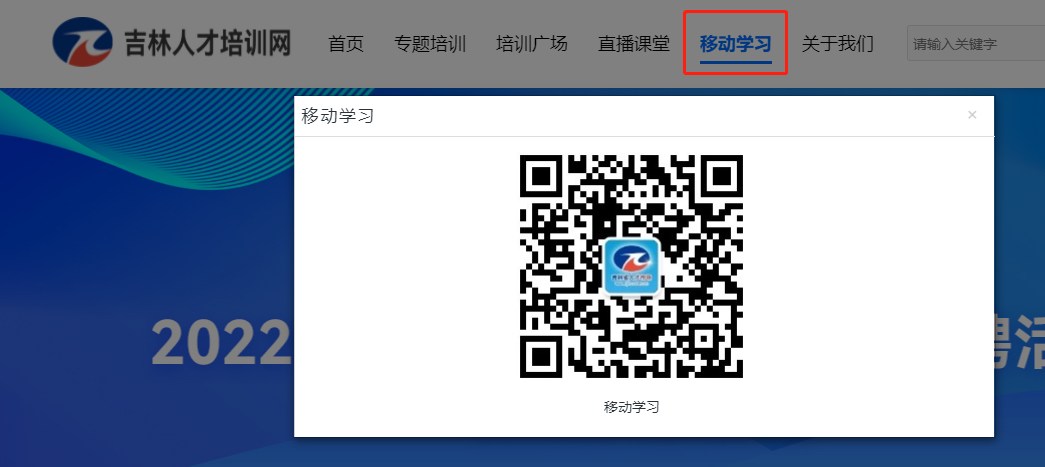 吉林人才培训网 首页 专题培训 培训广场 直播课堂 移动学习 关于我们 请输入关键字
移动学习 ×
2022
聘活
移动学习